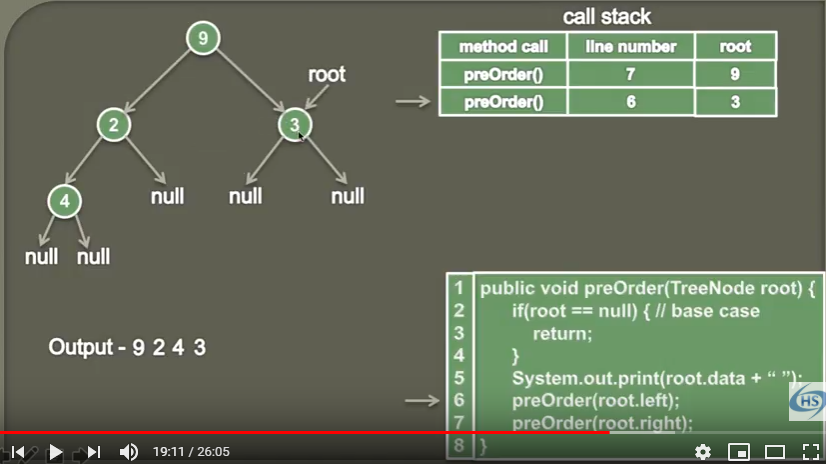 call stack
method call line number root
preOrder() 7 9
preOrder() 6 3
9
root
2
3
4
null
null
null
null
null
Output - 9 2 4 3
1 public void preOrder(TreeNode root) {
2 if(root == null) { // base case
3 return;
4 }
5 System.out.print(root.data + “ ”);
6 preOrder(root.left);
7 preOrder(root.right);
8 }
HS
19:11 / 26:05